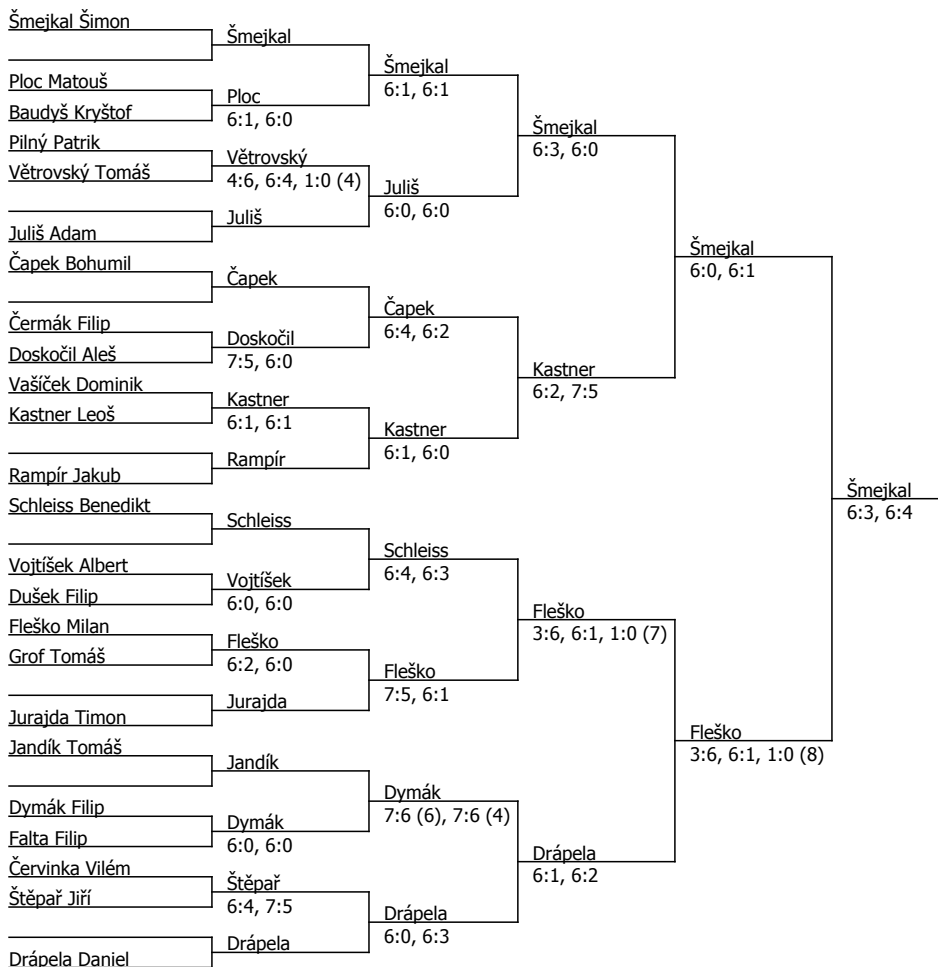 Šmejkal Šimon
Šmejkal
Šmejkal
6:1, 6:1
Ploc Matouš
Ploc
6:1, 6:0
Baudyš Kryštof
Šmejkal
6:3, 6:0
Pilný Patrik
Větrovský
4:6, 6:4, 1:0 (4)
Větrovský Tomáš
Juliš
6:0, 6:0
Juliš
Juliš Adam
Šmejkal
6:0, 6:1
Čapek Bohumil
Čapek
Čapek
6:4, 6:2
Čermák Filip
Doskočil
7:5, 6:0
Doskočil Aleš
Kastner
6:2, 7:5
Vašíček Dominik
Kastner
6:1, 6:1
Kastner Leoš
Kastner
6:1, 6:0
Rampír
Rampír Jakub
Šmejkal
6:3, 6:4
Schleiss Benedikt
Schleiss
Schleiss
6:4, 6:3
Vojtíšek Albert
Vojtíšek
6:0, 6:0
Dušek Filip
Fleško
3:6, 6:1, 1:0 (7)
Fleško Milan
Fleško
6:2, 6:0
Grof Tomáš
Fleško
7:5, 6:1
Jurajda
Jurajda Timon
Fleško
3:6, 6:1, 1:0 (8)
Jandík Tomáš
Jandík
Dymák
7:6 (6), 7:6 (4)
Dymák Filip
Dymák
6:0, 6:0
Falta Filip
Drápela
6:1, 6:2
Červinka Vilém
Štěpař
6:4, 7:5
Štěpař Jiří
Drápela
6:0, 6:3
Drápela
Drápela Daniel